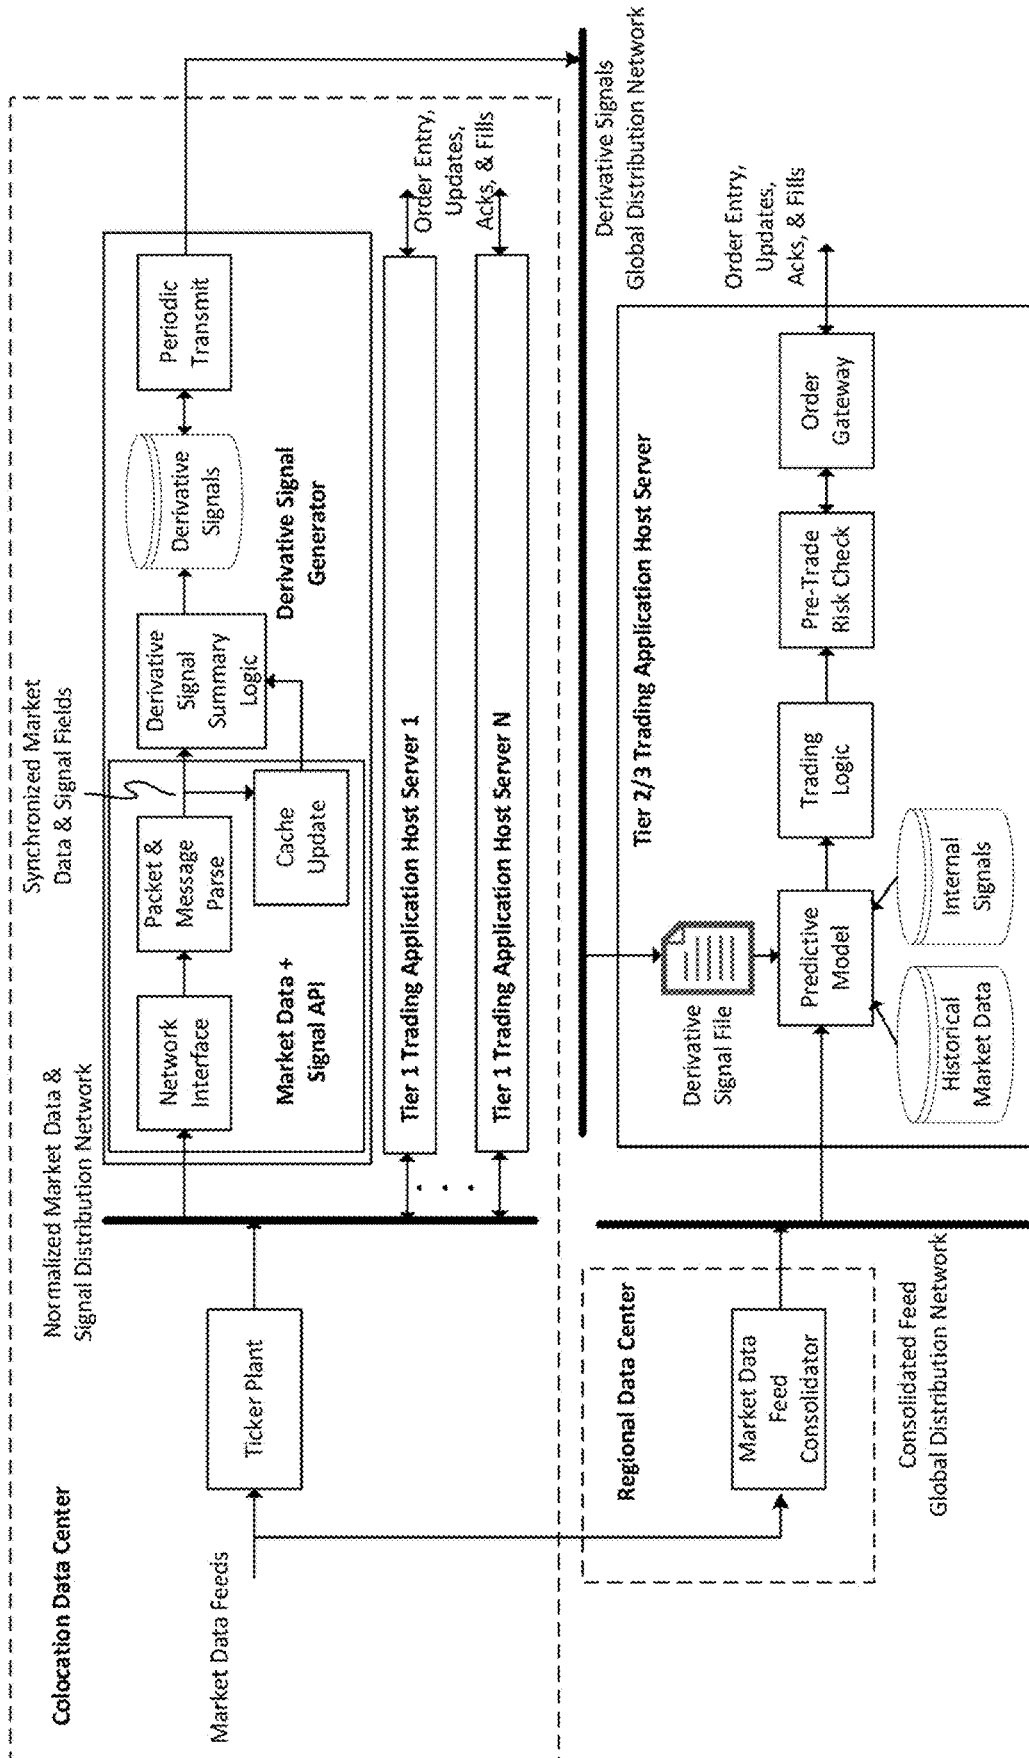 Colocation Data Center
Market Data Feeds
Ticker Plant
Normalized Market Data &
Signal Distribution Network
Synchronized Market
Data & Signal Fields
Network
Interface
Packet &
Message
Parse
Cache
Update
Market Data +
Signal API
Derivative
Signal
Summary
Logic
Derivative
Signals
Periodic
Transmit
Derivative Signal
Generator
Tier 1 Trading Application Host Server 1
. . .
Tier 1 Trading Application Host Server N
Order Entry,
Updates,
Acks, & Fills
Derivative Signals
Global Distribution Network
Regional Data Center
Market Data
Feed
Consolidator
Consolidated Feed
Global Distribution Network
Tier 2/3 Trading Application Host Server
Derivative
Signal File
Predictive
Model
Historical
Market Data
Internal
Signals
Trading
Logic
Pre-Trade
Risk Check
Order
Gateway
Order Entry,
Updates,
Acks, & Fills